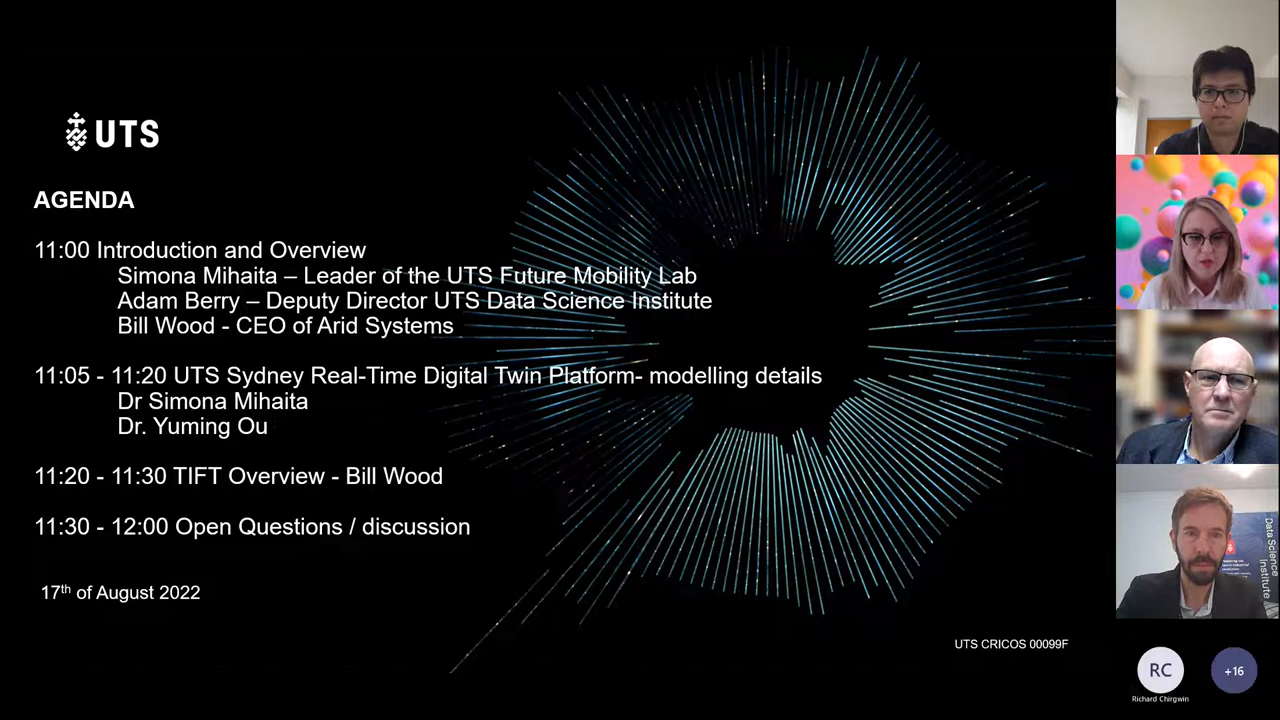 UTS
AGENDA
11:00 Introduction and Overview
Simona Mihaita – Leader of the UTS Future Mobility Lab
Adam Berry – Deputy Director UTS Data Science Institute
Bill Wood - CEO of Arid Systems
11:05 - 11:20 UTS Sydney Real-Time Digital Twin Platform- modelling details
Dr Simona Mihaita
Dr. Yuming Ou
11:20 - 11:30 TIFT Overview - Bill Wood
11:30 - 12:00 Open Questions / discussion
17th of August 2022
UTS CRICOS 00099F
Data Science
Institute
RC
+16
Richard Chirgwin